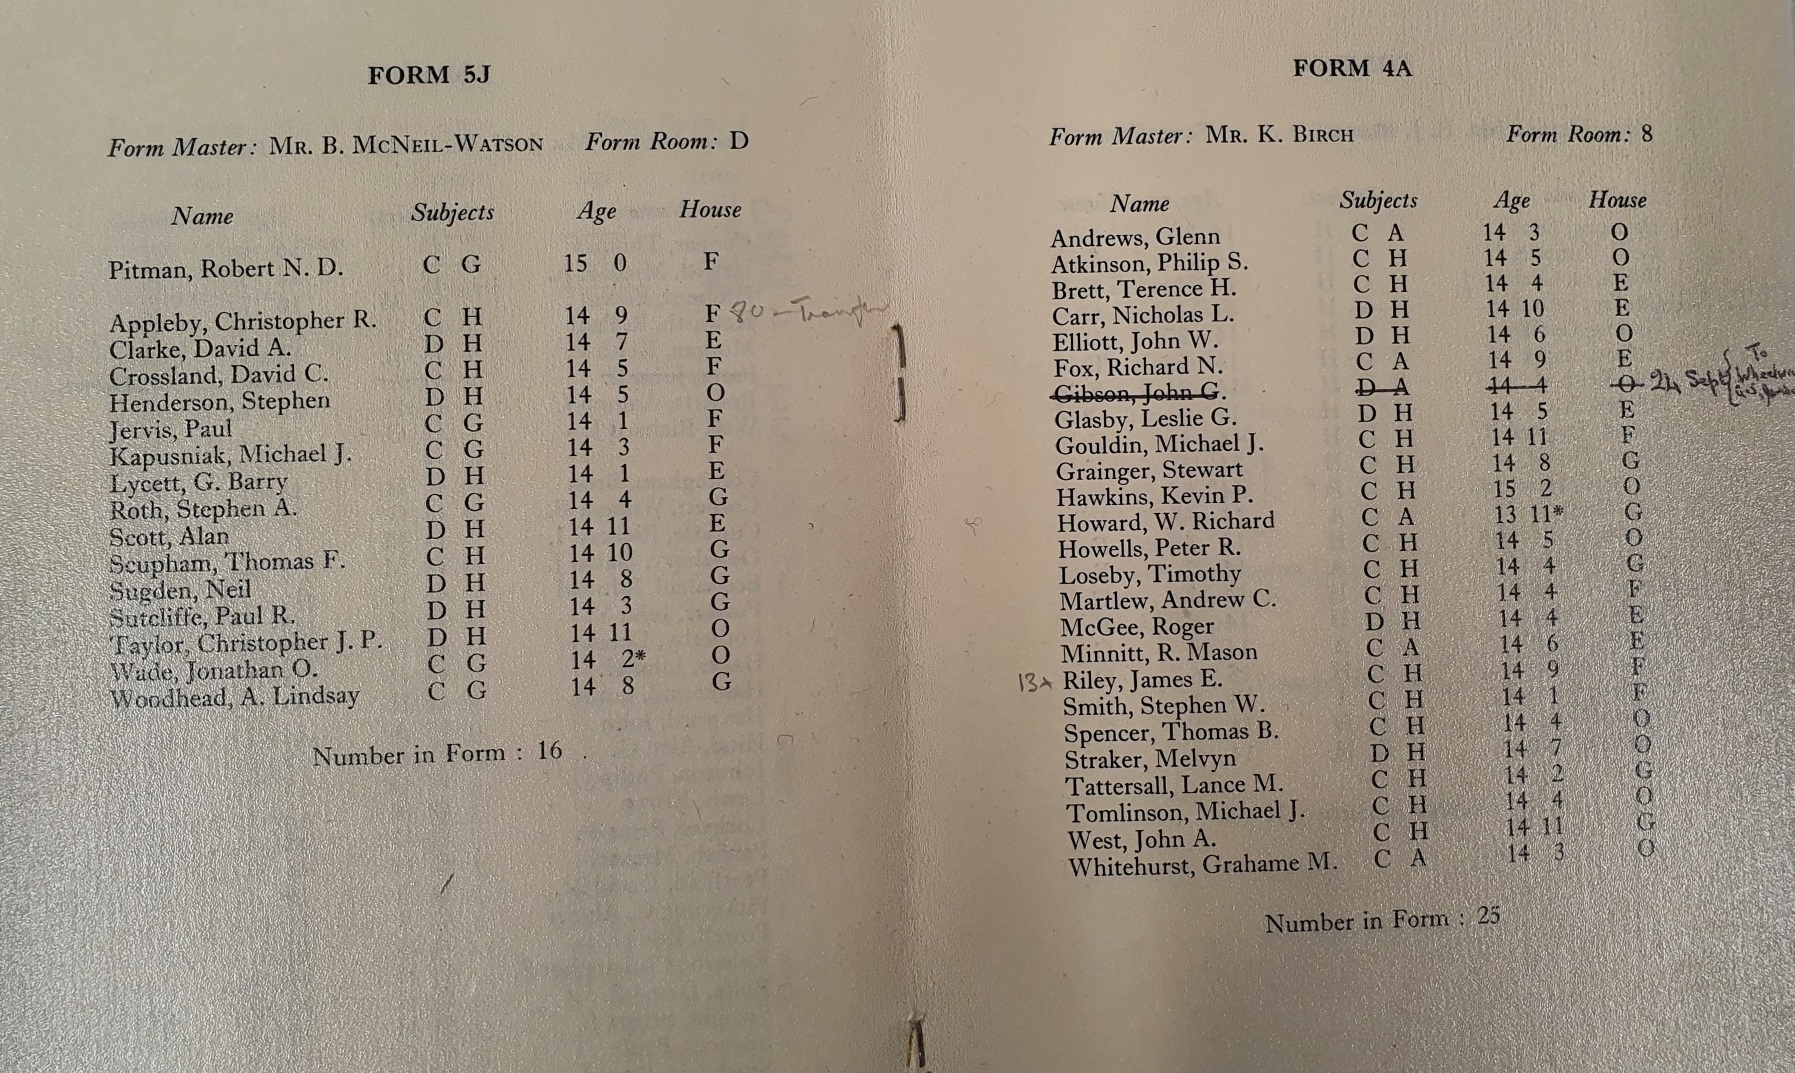 FORM 5J
Form Master: MR. B. MCNEIL-WATSON Form Room: D
Name Subjects Age House
Pitman, Robert N. D. C G 15 0 F
Appleby, Christopher R. C H 14 9 F 80 -
Clarke, David A. D H 14 7 E
Crossland, David C. C H 14 5 F
Henderson, Stephen D H 14 5 O
Jervis, Paul C G 14 1 F
Kapusniak, Michael J. C G 14 3 F
Lycett, G. Barry D H 14 1 E
Roth, Stephen A. C G 14 4 G
Scott, Alan D H 14 11 E
Scupham, Thomas F. C H 14 10 G
Sugden, Neil D H 14 8 G
Sutcliffe, Paul R. D H 14 3 G
Taylor, Christopher J. P. D H 14 11 O
Wade, Jonathan O. C G 14 2* O
Woodhead, A. Lindsay C G 14 8 G
Number in Form : 16
FORM 4A
Form Master: MR. K. BIRCH Form Room: 8
Name Subjects Age House
Andrews, Glenn C A 14 3 O
Atkinson, Philip S. C H 14 5 O
Brett, Terence H. C H 14 4 E
Carr, Nicholas L. D H 14 10 E
Elliott, John W. D H 14 6 O
Fox, Richard N. C A 14 9 E
Gibson, John G. D A 14 4 O 24 Sept To
Glasby, Leslie G. D H 14 5 E
Gouldin, Michael J. C H 14 11 F
Grainger, Stewart C H 14 8 G
Hawkins, Kevin P. C H 15 2 O
Howard, W. Richard C A 13 11* G
Howells, Peter R. C H 14 5 O
Loseby, Timothy C H 14 4 G
Martlew, Andrew C. C H 14 4 F
McGee, Roger D H 14 4 E
Minnitt, R. Mason C A 14 6 E
13A Riley, James E. C H 14 9 F
Smith, Stephen W. C H 14 1 F
Spencer, Thomas B. C H 14 4 O
Straker, Melvyn D H 14 7 O
Tattersall, Lance M. C H 14 2 G
Tomlinson, Michael J. C H 14 4 O
West, John A. C H 14 11 G
Whitehurst, Grahame M. C A 14 3 O
Number in Form : 25